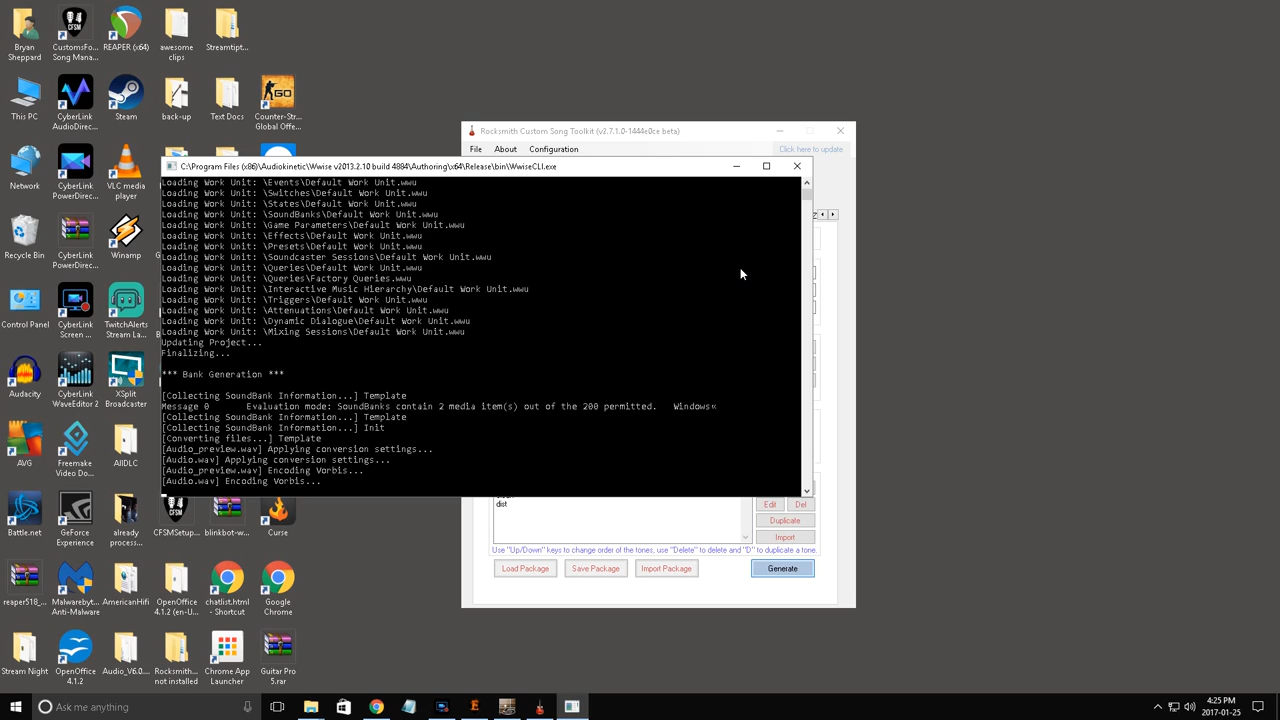 Bryan Sheppard
CustomsFo... Song Mana...
REAPER (x64)
awesome clips
Streamtipt...
This PC
CyberLink AudioDirec...
Steam
back-up
Text Docs
Counter-Str... Global Offe...
Network
CyberLink PowerDirec...
VLC media player
Recycle Bin
CyberLink PowerDirec...
Winamp
Control Panel
CyberLink Screen ...
TwitchAlerts Stream La...
Audacity
CyberLink WaveEditor 2
XSplit Broadcaster
AVG
Freemake Video Do...
AllDLC
Battle.net
GeForce Experience
already process...
CFSMSetup...
blinkbot-w...
Curse
reaper518_...
Malwarebyt... Anti-Malware
AmericanHifi
OpenOffice 4.1.2 (en-U...
chatlist.html - Shortcut
Google Chrome
Stream Night
OpenOffice 4.1.2
Audio_V6.0....
Rocksmith... not installed
Chrome App Launcher
Guitar Pro 5.rar
Rocksmith Custom Song Toolkit (v2.7.1.0-1444e0ce beta)
File About Configuration Click here to update
C:\Program Files (x86)\Audiokinetic\Wwise v2013.2.10 build 4884\Authoring\x64\Release\bin\WwiseCLI.exe
Loading Work Unit: \Events\Default Work Unit.wwu
Loading Work Unit: \Switches\Default Work Unit.wwu
Loading Work Unit: \States\Default Work Unit.wwu
Loading Work Unit: \SoundBanks\Default Work Unit.wwu
Loading Work Unit: \Game Parameters\Default Work Unit.wwu
Loading Work Unit: \Effects\Default Work Unit.wwu
Loading Work Unit: \Presets\Default Work Unit.wwu
Loading Work Unit: \Soundcaster Sessions\Default Work Unit.wwu
Loading Work Unit: \Queries\Default Work Unit.wwu
Loading Work Unit: \Queries\Factory Queries.wwu
Loading Work Unit: \Interactive Music Hierarchy\Default Work Unit.wwu
Loading Work Unit: \Triggers\Default Work Unit.wwu
Loading Work Unit: \Attenuations\Default Work Unit.wwu
Loading Work Unit: \Dynamic Dialogue\Default Work Unit.wwu
Loading Work Unit: \Mixing Sessions\Default Work Unit.wwu
Updating Project...
Finalizing...
*** Bank Generation ***
[Collecting SoundBank Information...] Template
Message 0 Evaluation mode: SoundBanks contain 2 media item(s) out of the 200 permitted. Windows«
[Collecting SoundBank Information...] Template
[Collecting SoundBank Information...] Init
[Converting files...] Template
[Audio_preview.wav] Applying conversion settings...
[Audio.wav] Applying conversion settings...
[Audio_preview.wav] Encoding Vorbis...
[Audio.wav] Encoding Vorbis...
dist
Edit Del
Duplicate
Import
Use "Up/Down" keys to change order of the tones, use "Delete" to delete and "D" to duplicate a tone.
Load Package Save Package Import Package Generate
Ask me anything
4:25 PM
2017-01-25